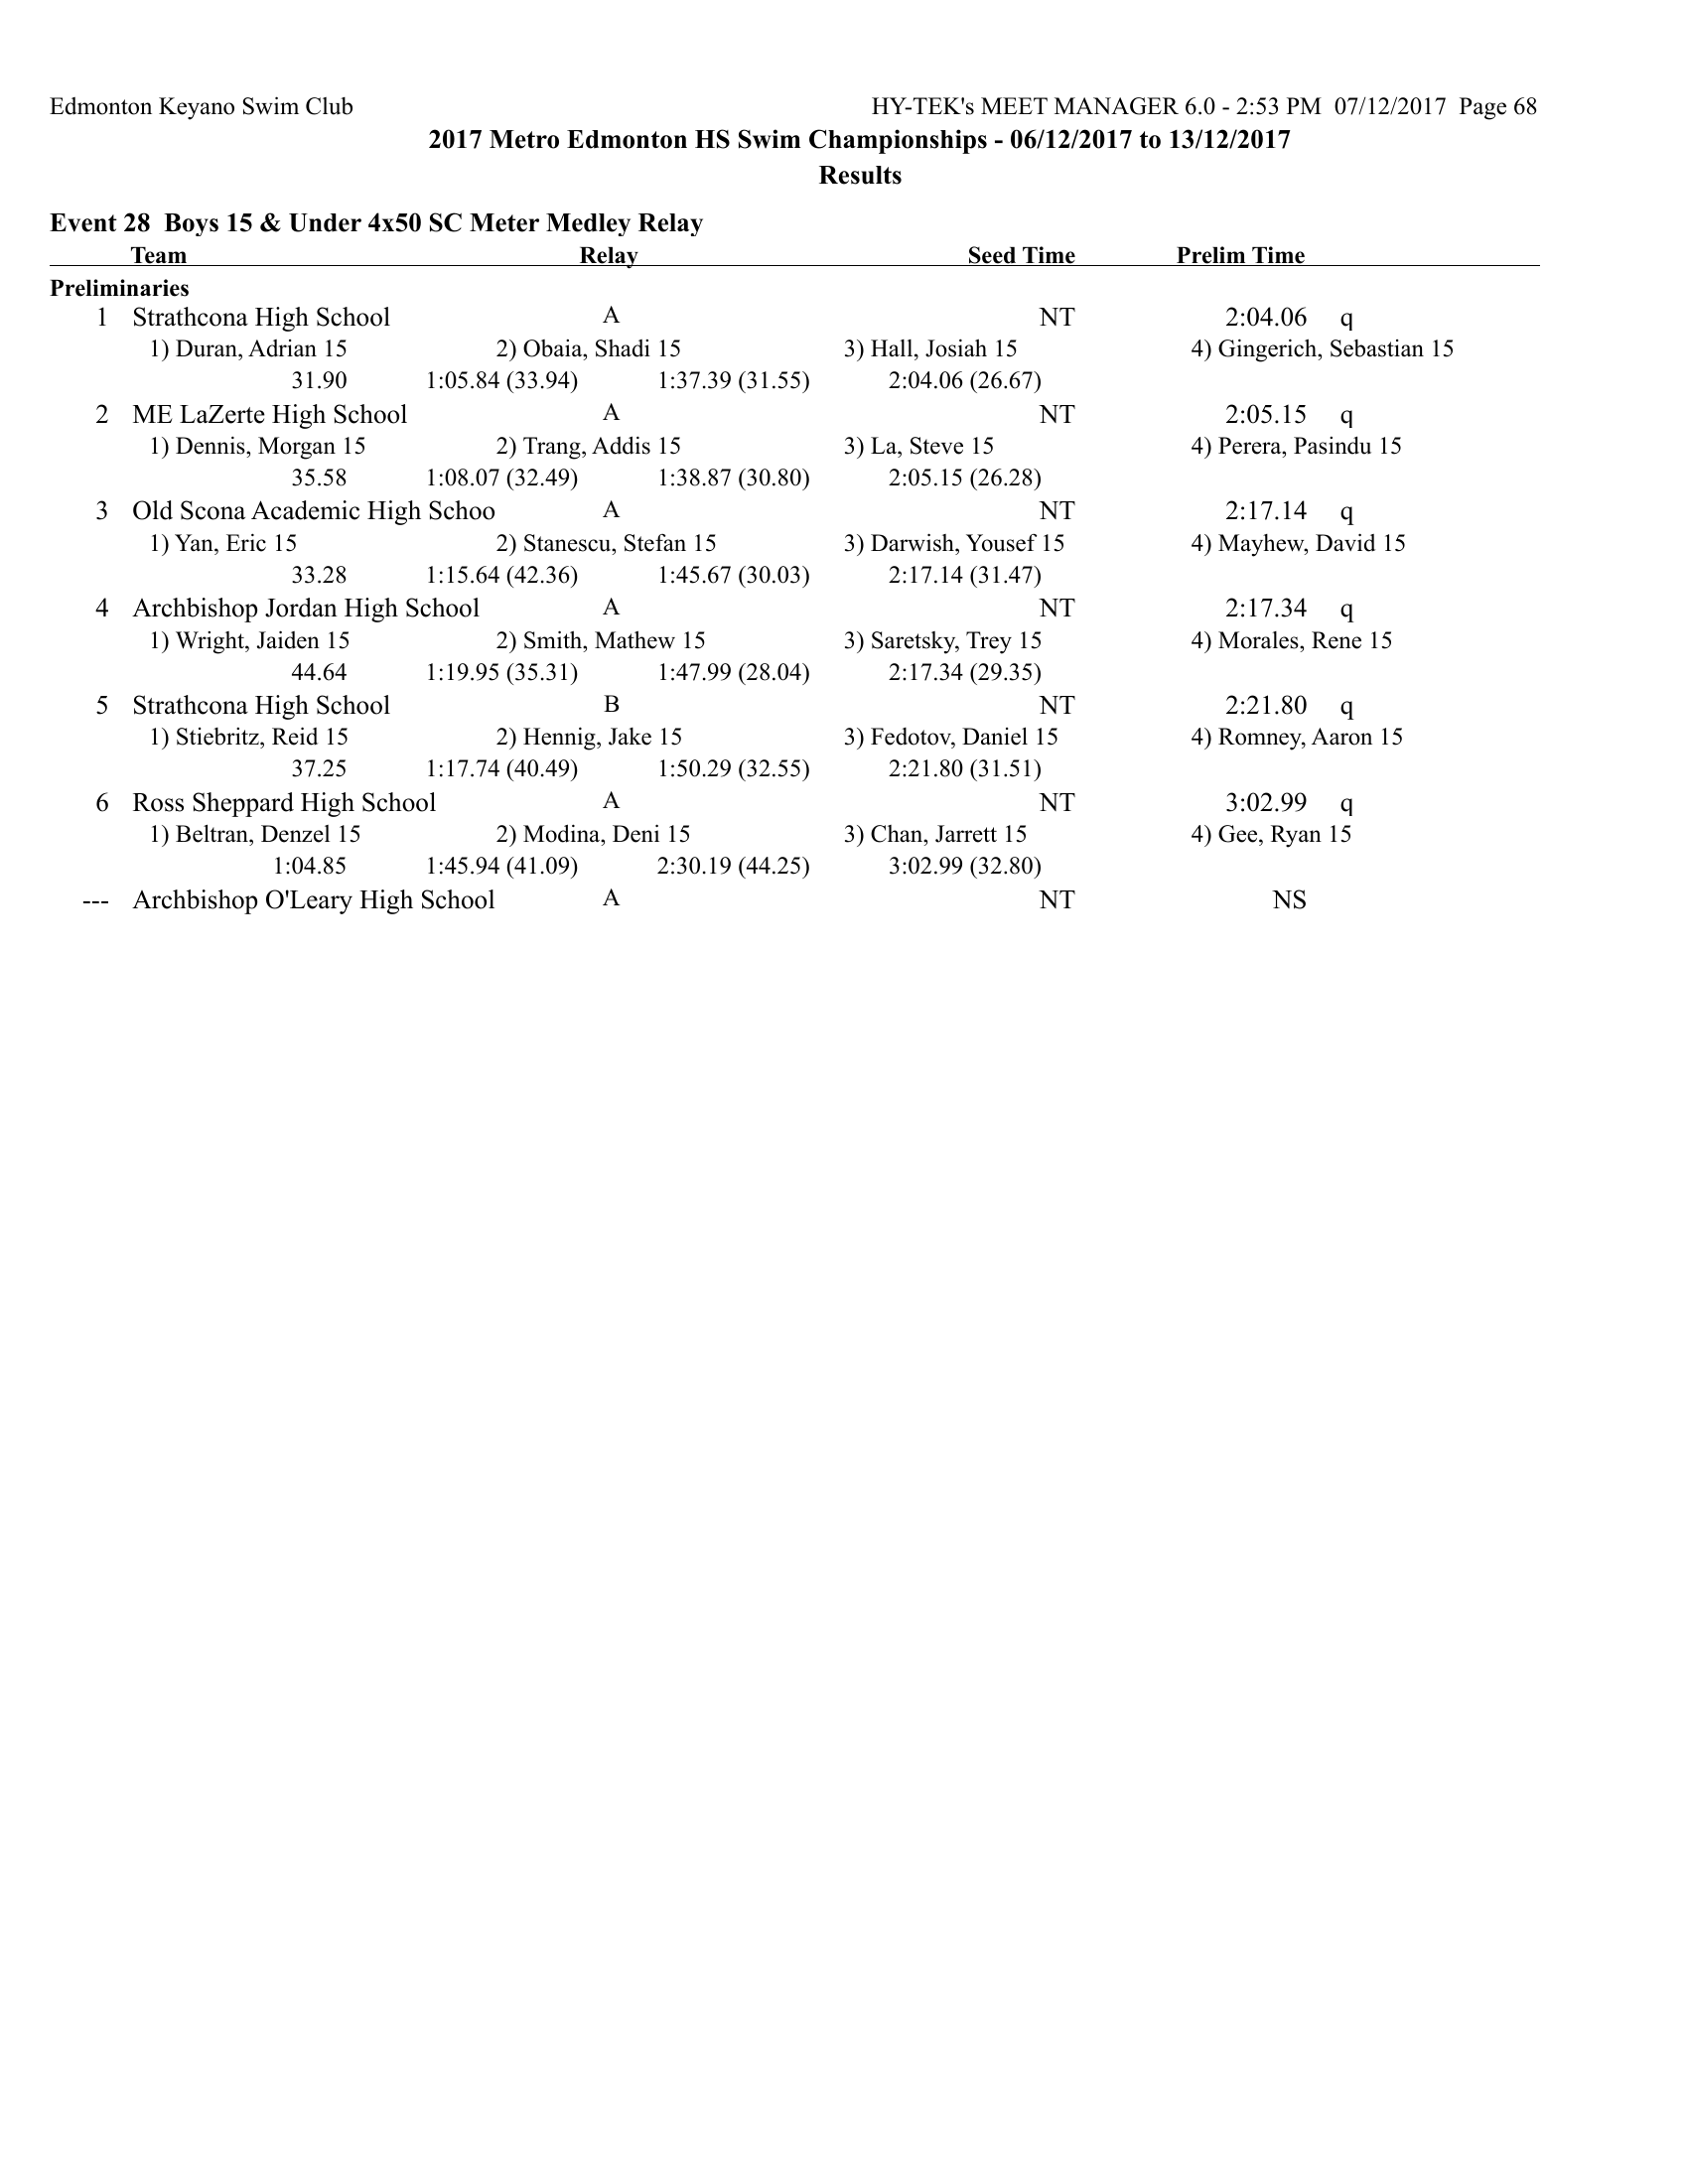 Edmonton Keyano Swim Club HY-TEK's MEET MANAGER 6.0 - 2:53 PM 07/12/2017 Page 68
2017 Metro Edmonton HS Swim Championships - 06/12/2017 to 13/12/2017
Results
Event 28 Boys 15 & Under 4x50 SC Meter Medley Relay
Team Relay Seed Time Prelim Time
Preliminaries
1 Strathcona High School A NT 2:04.06 q
1) Duran, Adrian 15 2) Obaia, Shadi 15 3) Hall, Josiah 15 4) Gingerich, Sebastian 15
31.90 1:05.84 (33.94) 1:37.39 (31.55) 2:04.06 (26.67)
2 ME LaZerte High School A NT 2:05.15 q
1) Dennis, Morgan 15 2) Trang, Addis 15 3) La, Steve 15 4) Perera, Pasindu 15
35.58 1:08.07 (32.49) 1:38.87 (30.80) 2:05.15 (26.28)
3 Old Scona Academic High Schoo A NT 2:17.14 q
1) Yan, Eric 15 2) Stanescu, Stefan 15 3) Darwish, Yousef 15 4) Mayhew, David 15
33.28 1:15.64 (42.36) 1:45.67 (30.03) 2:17.14 (31.47)
4 Archbishop Jordan High School A NT 2:17.34 q
1) Wright, Jaiden 15 2) Smith, Mathew 15 3) Saretsky, Trey 15 4) Morales, Rene 15
44.64 1:19.95 (35.31) 1:47.99 (28.04) 2:17.34 (29.35)
5 Strathcona High School B NT 2:21.80 q
1) Stiebritz, Reid 15 2) Hennig, Jake 15 3) Fedotov, Daniel 15 4) Romney, Aaron 15
37.25 1:17.74 (40.49) 1:50.29 (32.55) 2:21.80 (31.51)
6 Ross Sheppard High School A NT 3:02.99 q
1) Beltran, Denzel 15 2) Modina, Deni 15 3) Chan, Jarrett 15 4) Gee, Ryan 15
1:04.85 1:45.94 (41.09) 2:30.19 (44.25) 3:02.99 (32.80)
--- Archbishop O'Leary High School A NT NS